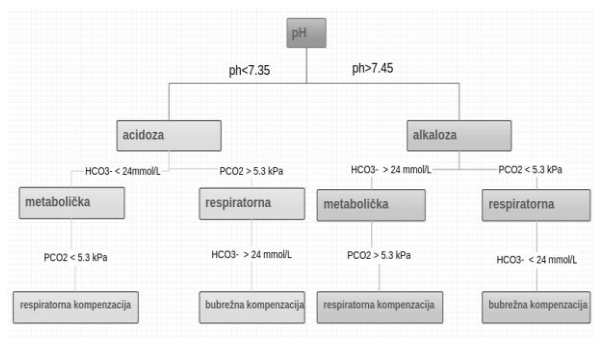 pH
ph<7.35
ph>7.45
acidoza
alkaloza
HCO3- < 24mmol/L
PCO2 > 5.3 kPa
HCO3- > 24 mmol/L
PCO2 < 5.3 kPa
metabolička
respiratorna
metabolička
respiratorna
PCO2 < 5.3 kPa
HCO3- > 24 mmol/L
PCO2 > 5.3 kPa
HCO3- < 24 mmol/L
respiratorna kompenzacija
bubrežna kompenzacija
respiratorna kompenzacija
bubrežna kompenzacija